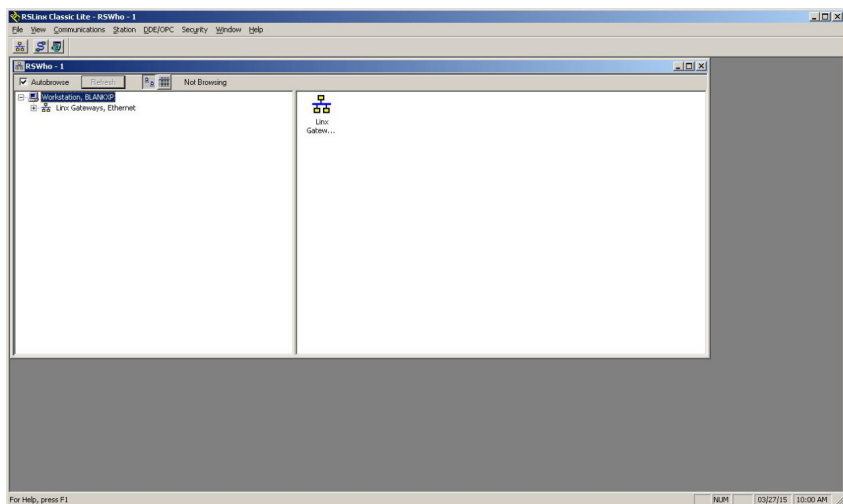 RSLinx Classic Lite - RSWho - 1
File View Communications Station DDE/OPC Security Window Help
RSWho - 1
Autobrowse Refresh Not Browsing
Workstation, BLANKXP
Linx Gateways, Ethernet
Linx
Gatew...
For Help, press F1 NUM 03/27/15 10:00 AM